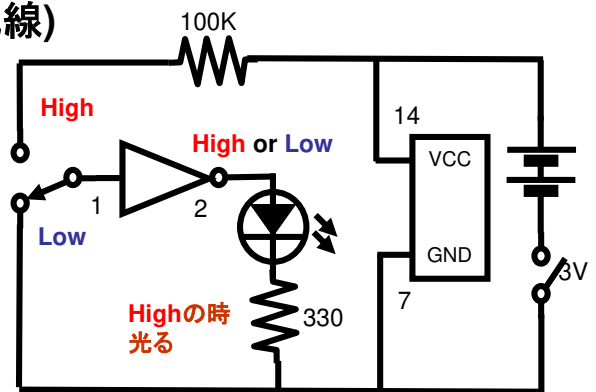 線)
100K
High
14
High or Low
VCC
1
2
Low
GND
3V
7
Highの時
光る
330